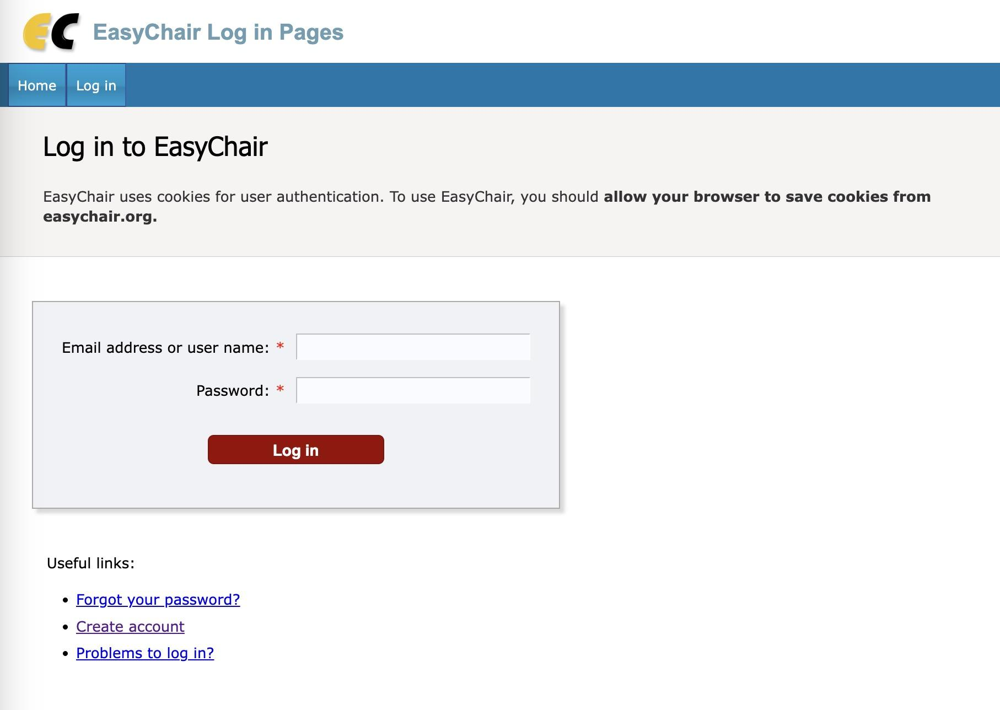 EC EasyChair Log in Pages
Home Log in
Log in to EasyChair
EasyChair uses cookies for user authentication. To use EasyChair, you should allow your browser to save cookies from
easychair.org.
Email address or user name: *
Password: *
Log in
Useful links:
• Forgot your password?
• Create account
• Problems to log in?